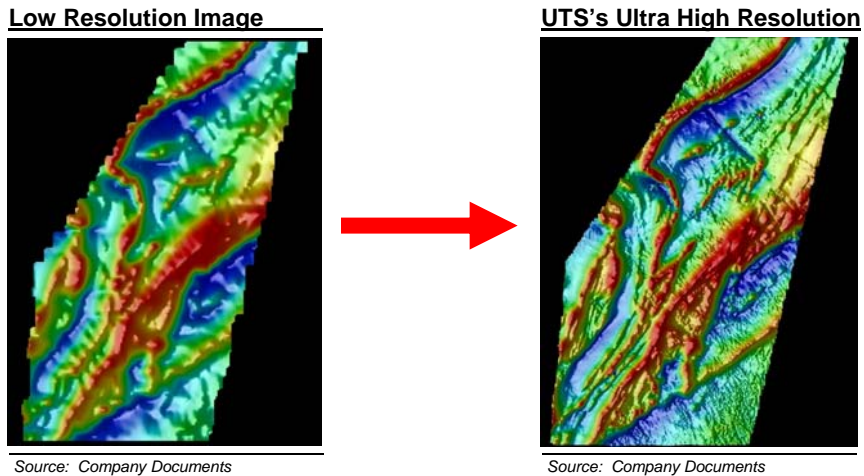 Low Resolution Image
UTS's Ultra High Resolution
Source: Company Documents
Source: Company Documents